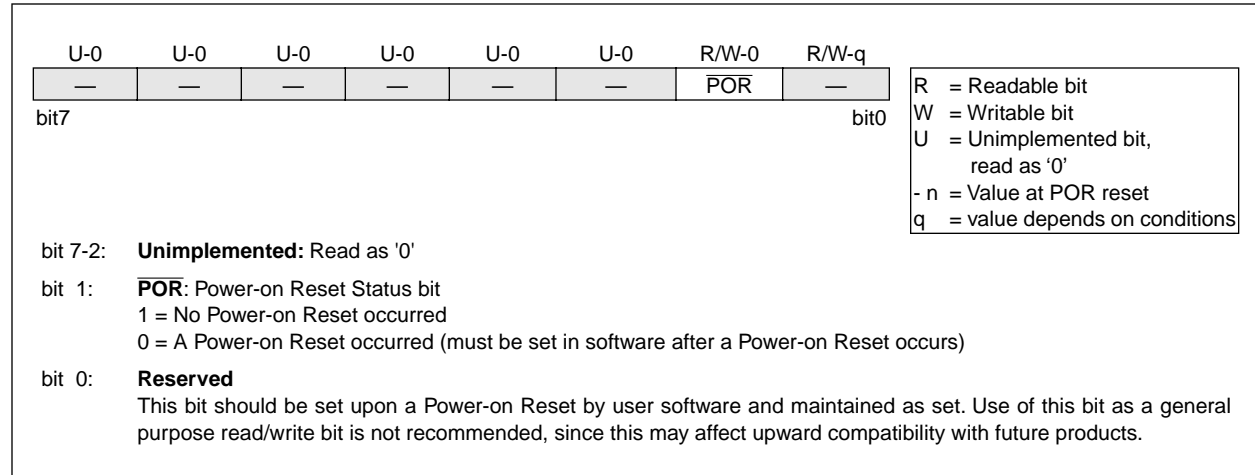 U-0 U-0 U-0 U-0 U-0 U-0 R/W-0 R/W-q
— — — — — — P̅O̅R̅ —
bit7 bit0
R = Readable bit
W = Writable bit
U = Unimplemented bit,
read as ‘0’
- n = Value at POR reset
q = value depends on conditions
bit 7-2: Unimplemented: Read as '0'
bit 1: P̅O̅R̅: Power-on Reset Status bit
1 = No Power-on Reset occurred
0 = A Power-on Reset occurred (must be set in software after a Power-on Reset occurs)
bit 0: Reserved
This bit should be set upon a Power-on Reset by user software and maintained as set. Use of this bit as a general
purpose read/write bit is not recommended, since this may affect upward compatibility with future products.